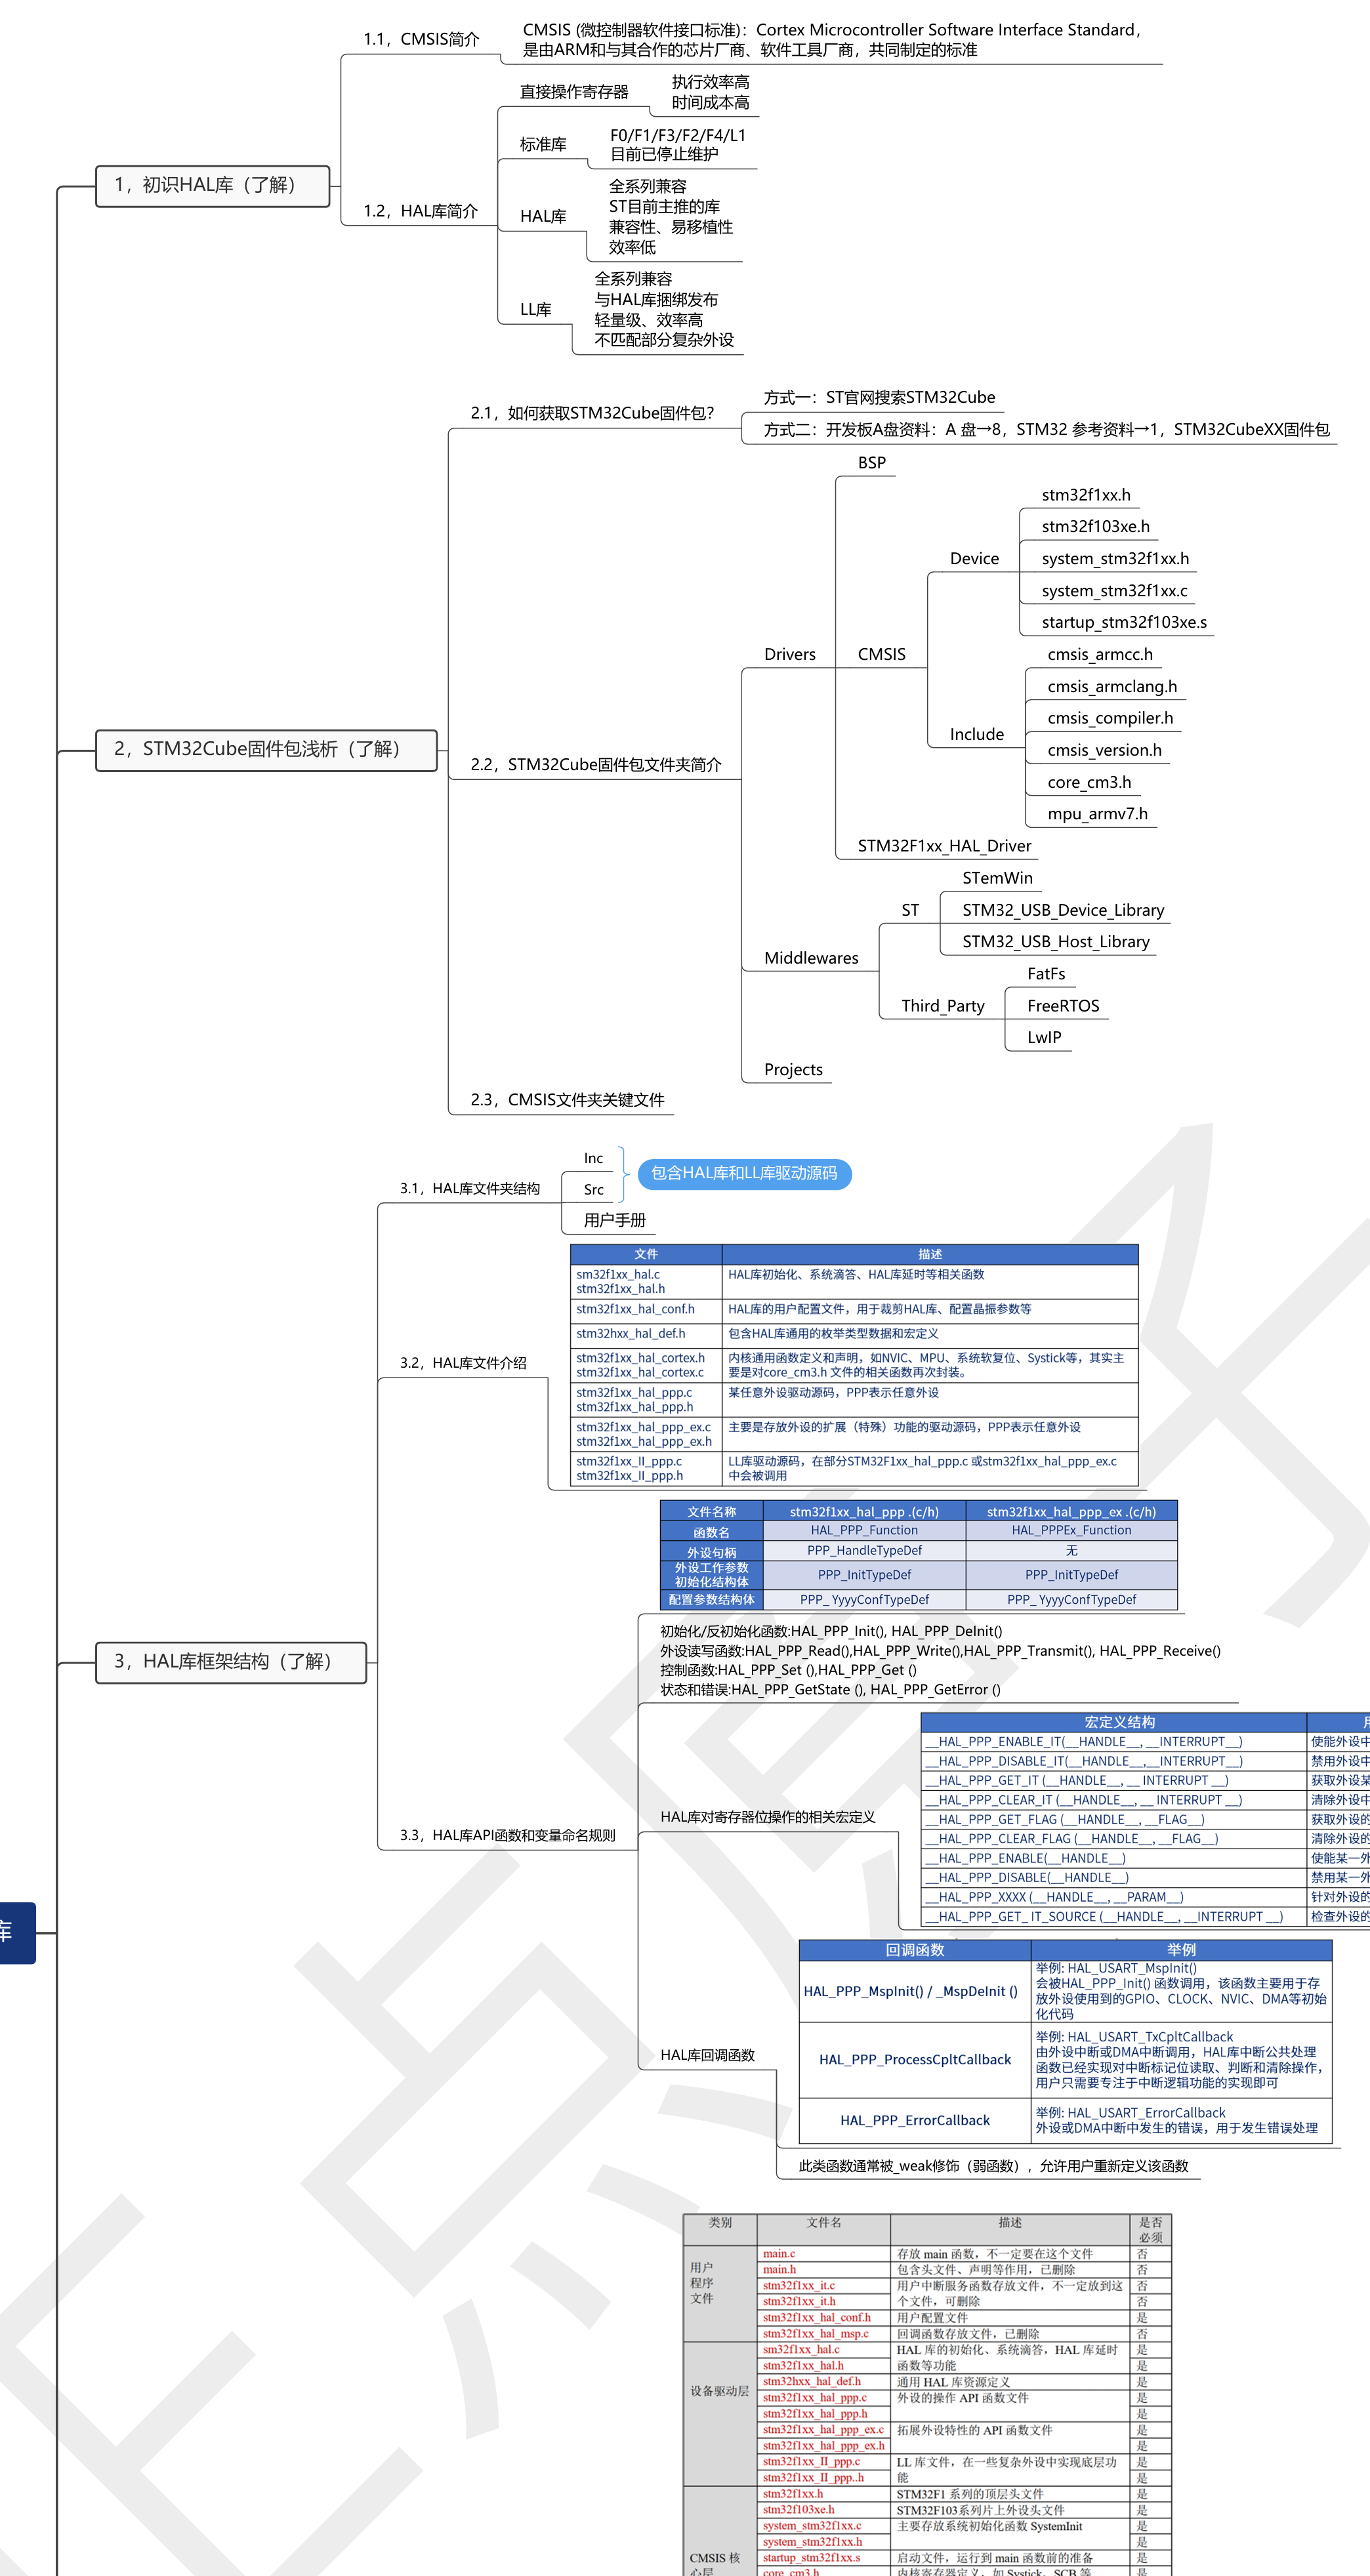 1，初识HAL库（了解）
1.1，CMSIS简介
CMSIS (微控制器软件接口标准)：Cortex Microcontroller Software Interface Standard，
是由ARM和与其合作的芯片厂商、软件工具厂商，共同制定的标准
1.2，HAL库简介
直接操作寄存器
执行效率高
时间成本高
标准库
F0/F1/F3/F2/F4/L1
目前已停止维护
HAL库
全系列兼容
ST目前主推的库
兼容性、易移植性
效率低
LL库
全系列兼容
与HAL库捆绑发布
轻量级、效率高
不匹配部分复杂外设
2，STM32Cube固件包浅析（了解）
2.1，如何获取STM32Cube固件包？
方式一：ST官网搜索STM32Cube
方式二：开发板A盘资料：A 盘→8，STM32 参考资料→1，STM32CubeXX固件包
2.2，STM32Cube固件包文件夹简介
Drivers
BSP
CMSIS
Device
stm32f1xx.h
stm32f103xe.h
system_stm32f1xx.h
system_stm32f1xx.c
startup_stm32f103xe.s
Include
cmsis_armcc.h
cmsis_armclang.h
cmsis_compiler.h
cmsis_version.h
core_cm3.h
mpu_armv7.h
STM32F1xx_HAL_Driver
Middlewares
ST
STemWin
STM32_USB_Device_Library
STM32_USB_Host_Library
Third_Party
FatFs
FreeRTOS
LwIP
Projects
2.3，CMSIS文件夹关键文件
3，HAL库框架结构（了解）
3.1，HAL库文件夹结构
Inc
Src
包含HAL库和LL库驱动源码
用户手册
3.2，HAL库文件介绍
文件 描述
sm32f1xx_hal.c
stm32f1xx_hal.h
HAL库初始化、系统滴答、HAL库延时等相关函数
stm32f1xx_hal_conf.h
HAL库的用户配置文件，用于裁剪HAL库、配置晶振参数等
stm32hxx_hal_def.h
包含HAL库通用的枚举类型数据和宏定义
stm32f1xx_hal_cortex.h
stm32f1xx_hal_cortex.c
内核通用函数定义和声明，如NVIC、MPU、系统软复位、Systick等，其实主
要是对core_cm3.h 文件的相关函数再次封装。
stm32f1xx_hal_ppp.c
stm32f1xx_hal_ppp.h
某任意外设驱动源码，PPP表示任意外设
stm32f1xx_hal_ppp_ex.c
stm32f1xx_hal_ppp_ex.h
主要是存放外设的扩展（特殊）功能的驱动源码，PPP表示任意外设
stm32f1xx_II_ppp.c
stm32f1xx_II_ppp.h
LL库驱动源码，在部分STM32F1xx_hal_ppp.c 或stm32f1xx_hal_ppp_ex.c
中会被调用
3.3，HAL库API函数和变量命名规则
文件名称 stm32f1xx_hal_ppp .(c/h) stm32f1xx_hal_ppp_ex .(c/h)
函数名 HAL_PPP_Function HAL_PPPEx_Function
外设句柄 PPP_HandleTypeDef 无
外设工作参数
初始化结构体 PPP_InitTypeDef PPP_InitTypeDef
配置参数结构体 PPP_ YyyyConfTypeDef PPP_ YyyyConfTypeDef
初始化/反初始化函数:HAL_PPP_Init(), HAL_PPP_DeInit()
外设读写函数:HAL_PPP_Read(),HAL_PPP_Write(),HAL_PPP_Transmit(), HAL_PPP_Receive()
控制函数:HAL_PPP_Set (),HAL_PPP_Get ()
状态和错误:HAL_PPP_GetState (), HAL_PPP_GetError ()
HAL库对寄存器位操作的相关宏定义
宏定义结构
__HAL_PPP_ENABLE_IT(__HANDLE__, __INTERRUPT__) 使能外设中
__HAL_PPP_DISABLE_IT(__HANDLE__,__INTERRUPT__) 禁用外设中
__HAL_PPP_GET_IT (__HANDLE__, __ INTERRUPT __) 获取外设某
__HAL_PPP_CLEAR_IT (__HANDLE__, __ INTERRUPT __) 清除外设中
__HAL_PPP_GET_FLAG (__HANDLE__, __FLAG__) 获取外设的
__HAL_PPP_CLEAR_FLAG (__HANDLE__, __FLAG__) 清除外设的
__HAL_PPP_ENABLE(__HANDLE__) 使能某一外
__HAL_PPP_DISABLE(__HANDLE__) 禁用某一外
__HAL_PPP_XXXX (__HANDLE__, __PARAM__) 针对外设的
__HAL_PPP_GET_ IT_SOURCE (__HANDLE__, __INTERRUPT __) 检查外设的
库
HAL库回调函数
回调函数 举例
HAL_PPP_MspInit() / _MspDeInit ()
举例: HAL_USART_MspInit()
会被HAL_PPP_Init() 函数调用，该函数主要用于存
放外设使用到的GPIO、CLOCK、NVIC、DMA等初始
化代码
HAL_PPP_ProcessCpltCallback
举例: HAL_USART_TxCpltCallback
由外设中断或DMA中断调用，HAL库中断公共处理
函数已经实现对中断标记位读取、判断和清除操作，
用户只需要专注于中断逻辑功能的实现即可
HAL_PPP_ErrorCallback
举例: HAL_USART_ErrorCallback
外设或DMA中断中发生的错误，用于发生错误处理
此类函数通常被_weak修饰（弱函数），允许用户重新定义该函数
类别 文件名 描述 是否
必须
用户
程序
文件
main.c 存放 main 函数，不一定要在这个文件 否
main.h 包含头文件、声明等作用，已删除 否
stm32f1xx_it.c 用户中断服务函数存放文件，不一定放到这 否
stm32f1xx_it.h 个文件，可删除 否
stm32f1xx_hal_conf.h 用户配置文件 是
stm32f1xx_hal_msp.c 回调函数存放文件，已删除 否
设备驱动层
sm32f1xx_hal.c HAL 库的初始化、系统滴答，HAL 库延时 是
stm32f1xx_hal.h 函数等功能 是
stm32hxx_hal_def.h 通用 HAL 库资源定义 是
stm32f1xx_hal_ppp.c 外设的操作 API 函数文件 是
stm32f1xx_hal_ppp.h 是
stm32f1xx_hal_ppp_ex.c 拓展外设特性的 API 函数文件 是
stm32f1xx_hal_ppp_ex.h 是
stm32f1xx_II_ppp.c LL 库文件，在一些复杂外设中实现底层功 是
stm32f1xx_II_ppp..h 能 是
CMSIS 核
心层
stm32f1xx.h STM32F1 系列的顶层头文件 是
stm32f103xe.h STM32F103系列片上外设头文件 是
system_stm32f1xx.c 主要存放系统初始化函数 SystemInit 是
system_stm32f1xx.h 是
startup_stm32f1xx.s 启动文件，运行到 main 函数前的准备 是
core_cm3.h 内核寄存器定义，如 Systick、SCB 等 是